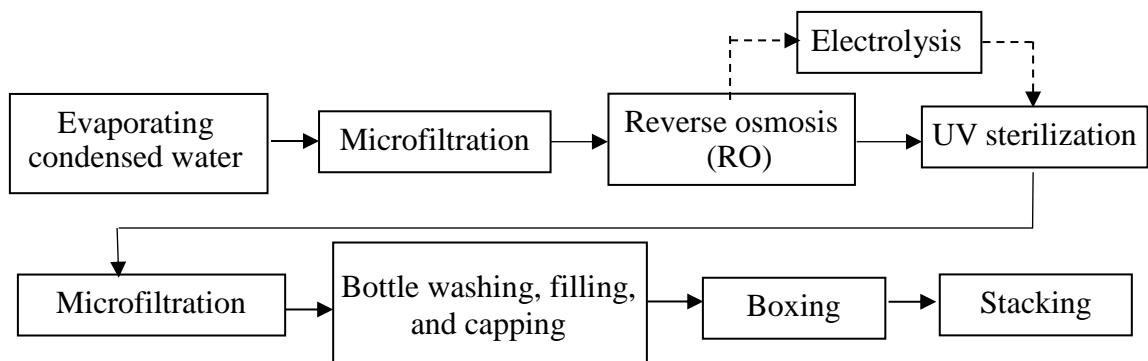 Electrolysis
Evaporating
condensed water
Microfiltration
Reverse osmosis
(RO)
UV sterilization
Microfiltration
Bottle washing, filling,
and capping
Boxing
Stacking